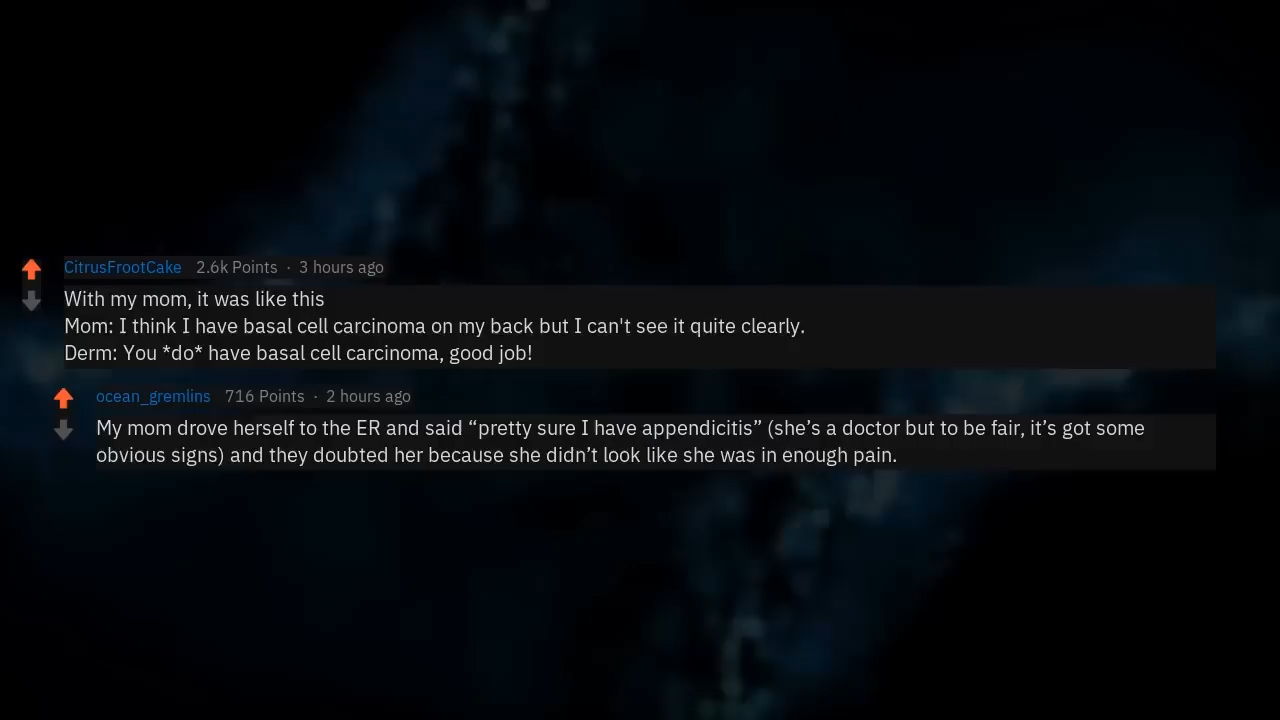 CitrusFrootCake 2.6k Points · 3 hours ago
With my mom, it was like this
Mom: I think I have basal cell carcinoma on my back but I can't see it quite clearly.
Derm: You *do* have basal cell carcinoma, good job!
ocean_gremlins 716 Points · 2 hours ago
My mom drove herself to the ER and said “pretty sure I have appendicitis” (she’s a doctor but to be fair, it’s got some
obvious signs) and they doubted her because she didn’t look like she was in enough pain.